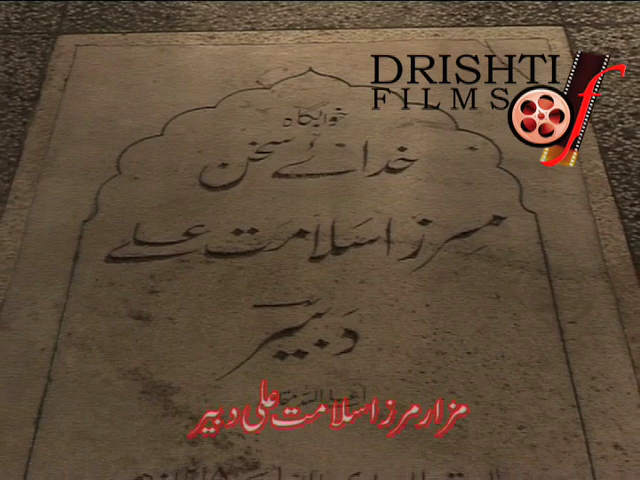 DRISHTI
FILMS
خوابگاہ
خدائے سخن
مرزا سلامت علی
دبیر
مزار مرزا سلامت علی دبیر